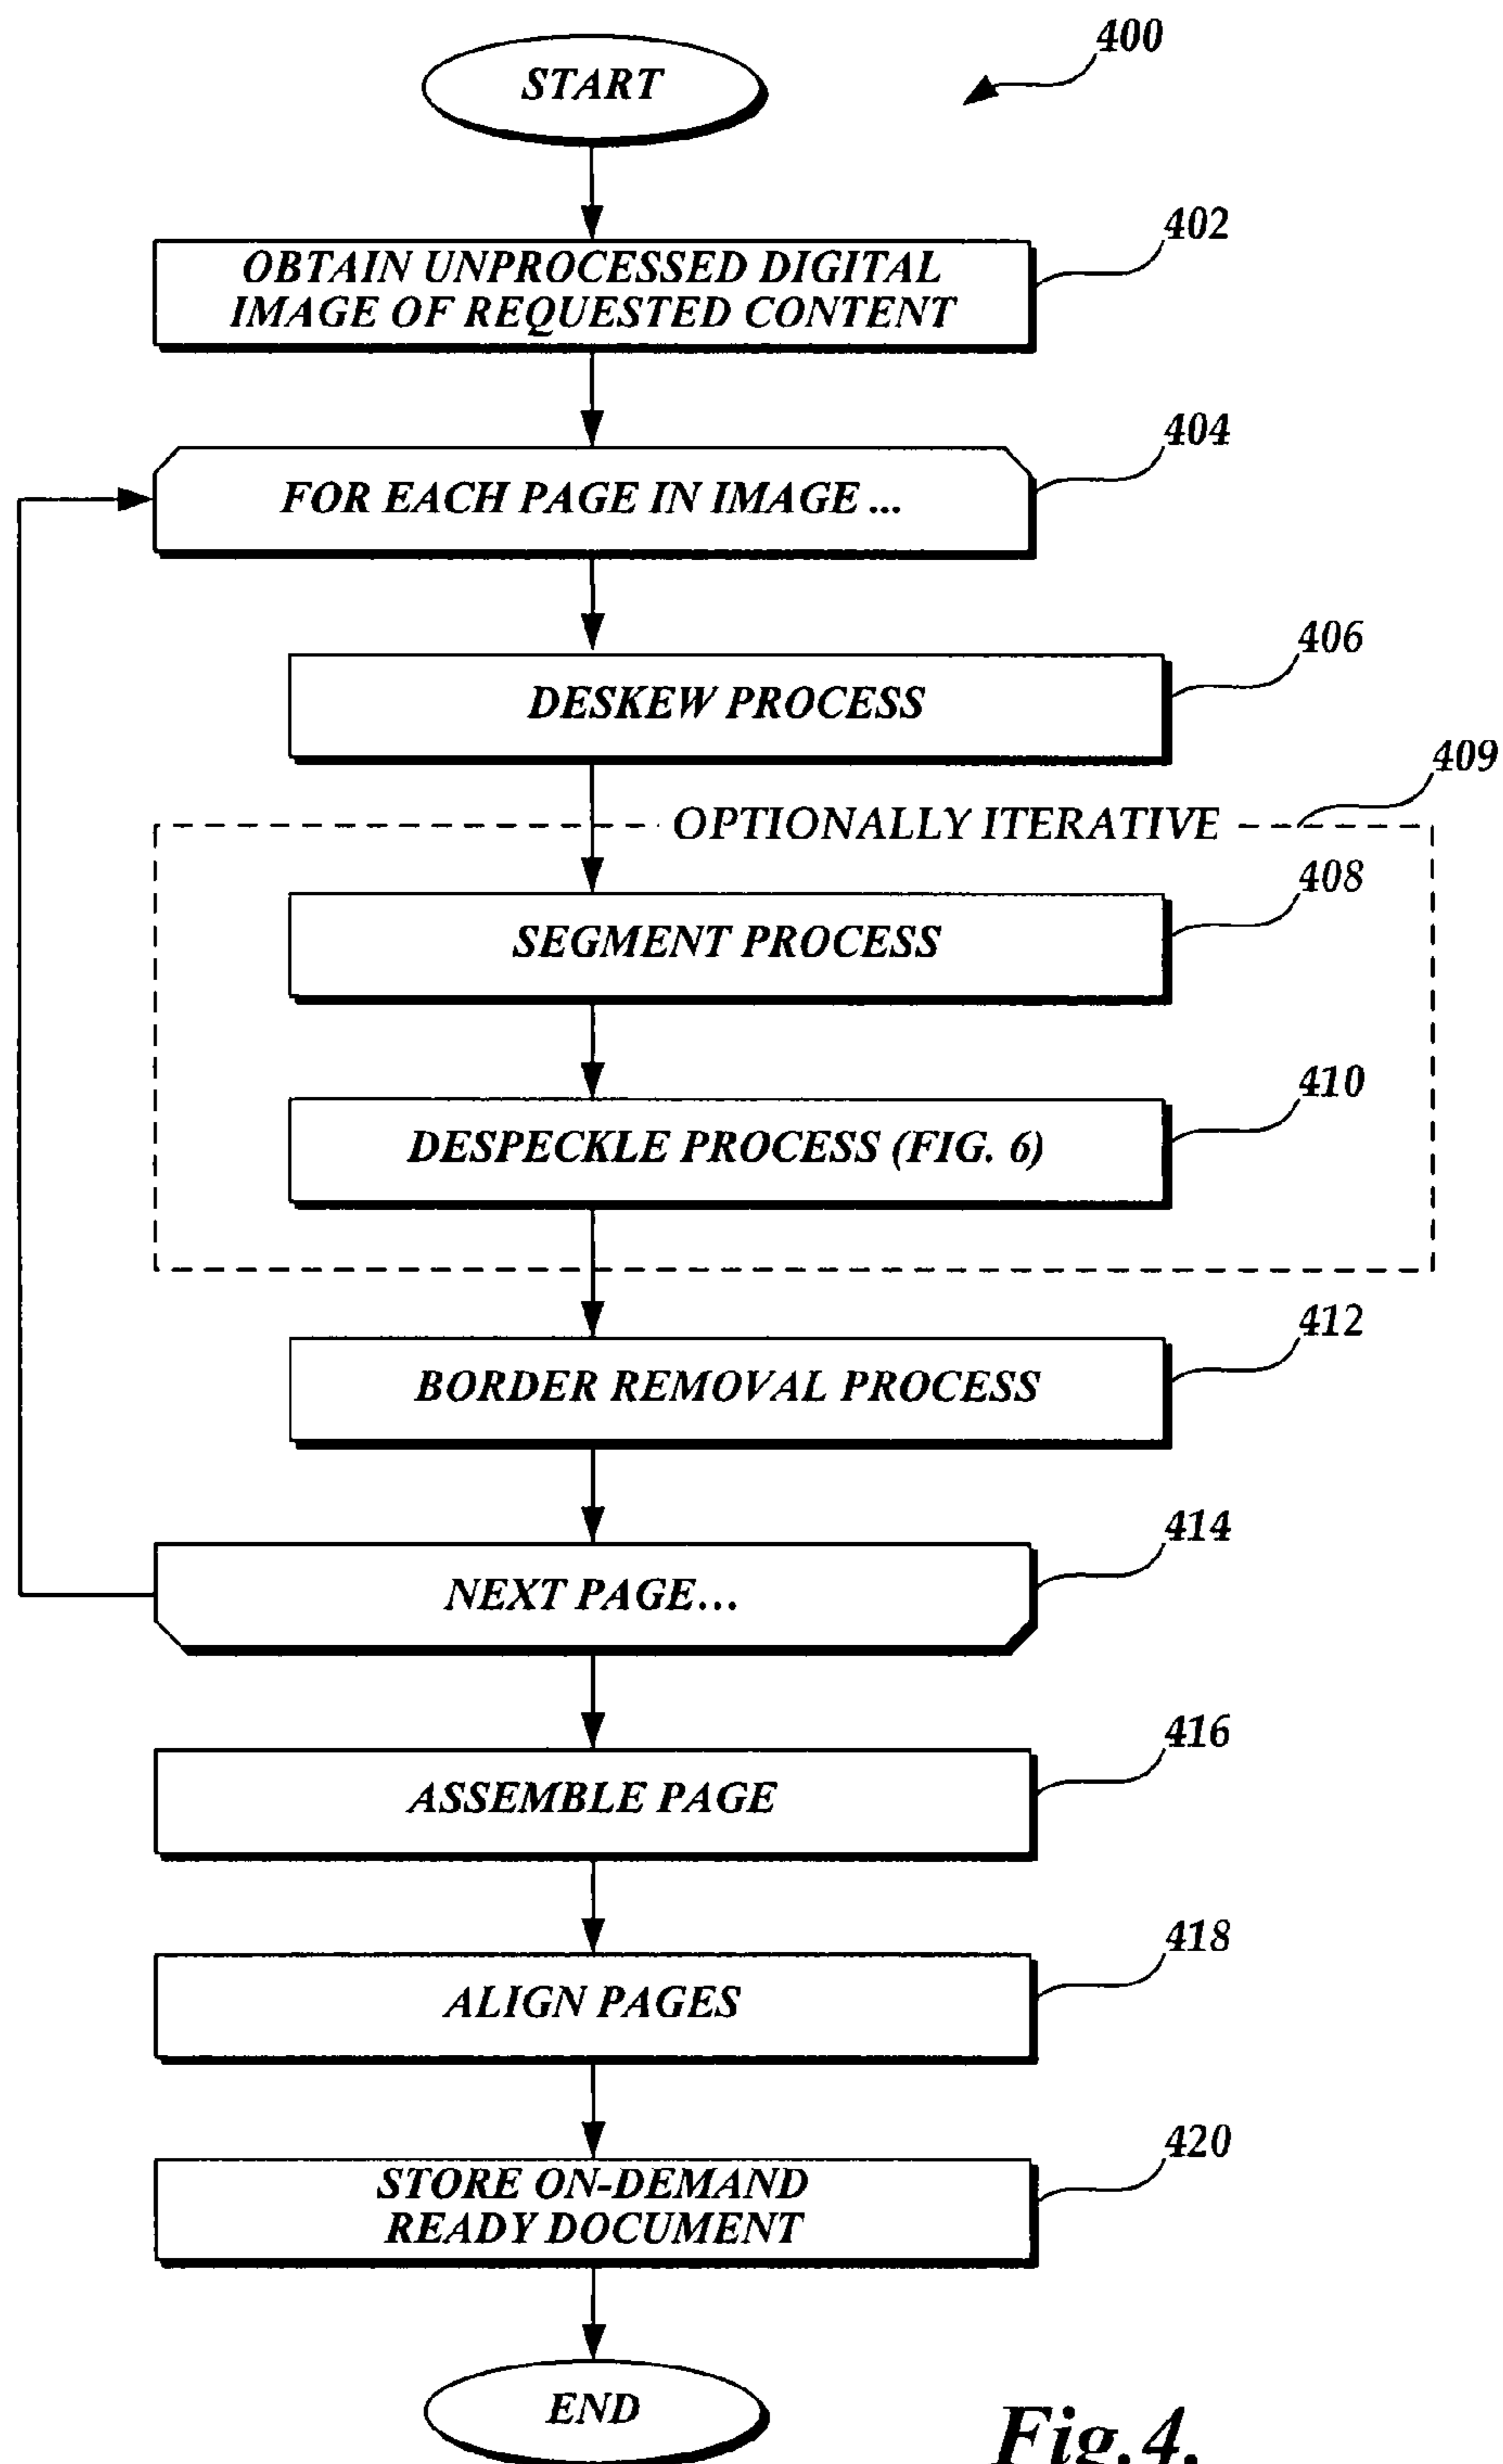 400
START
402
OBTAIN UNPROCESSED DIGITAL
IMAGE OF REQUESTED CONTENT
404
FOR EACH PAGE IN IMAGE ...
406
DESKEW PROCESS
409
OPTIONALLY ITERATIVE
408
SEGMENT PROCESS
410
DESPECKLE PROCESS (FIG. 6)
412
BORDER REMOVAL PROCESS
414
NEXT PAGE...
416
ASSEMBLE PAGE
418
ALIGN PAGES
420
STORE ON-DEMAND
READY DOCUMENT
END
Fig.4.